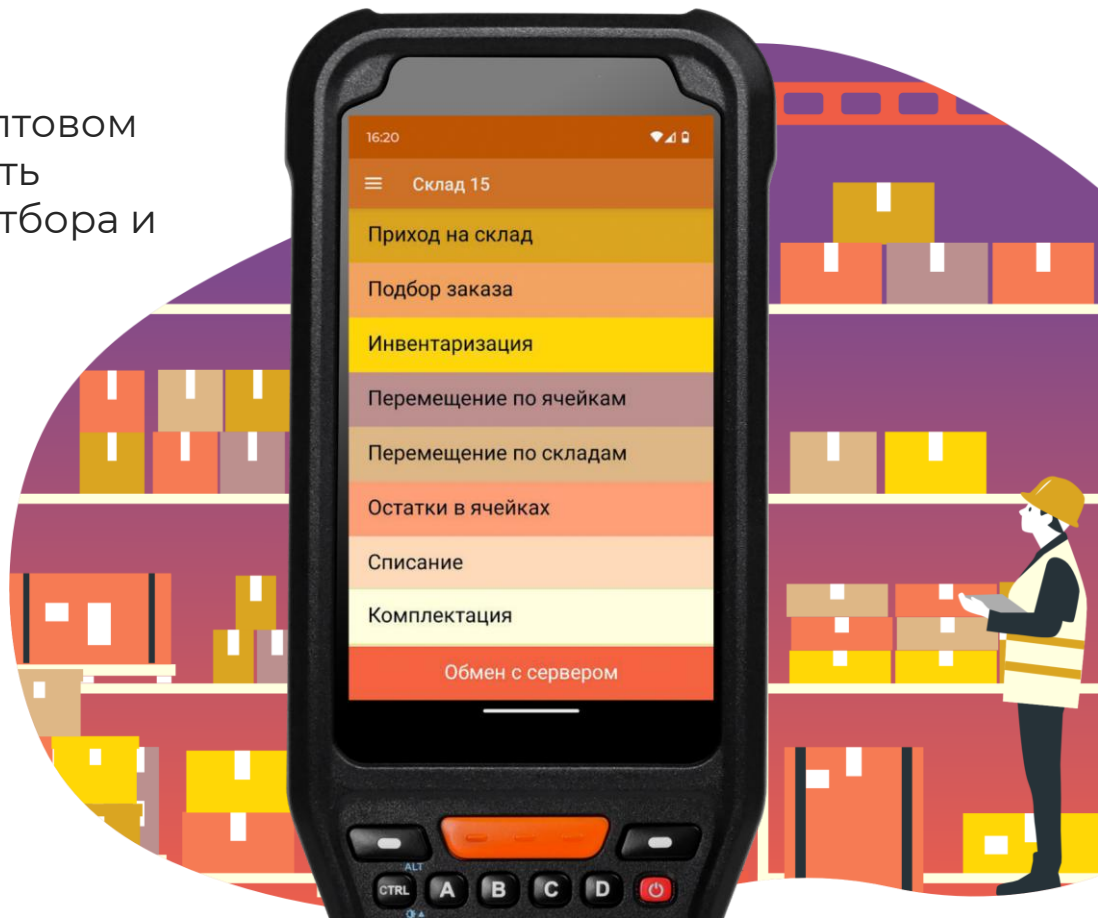 птовом
ть
тбора и
16:20
Склад 15
Приход на склад
Подбор заказа
Инвентаризация
Перемещение по ячейкам
Перемещение по складам
Остатки в ячейках
Списание
Комплектация
Обмен с сервером
ALT
CTRL A B C D